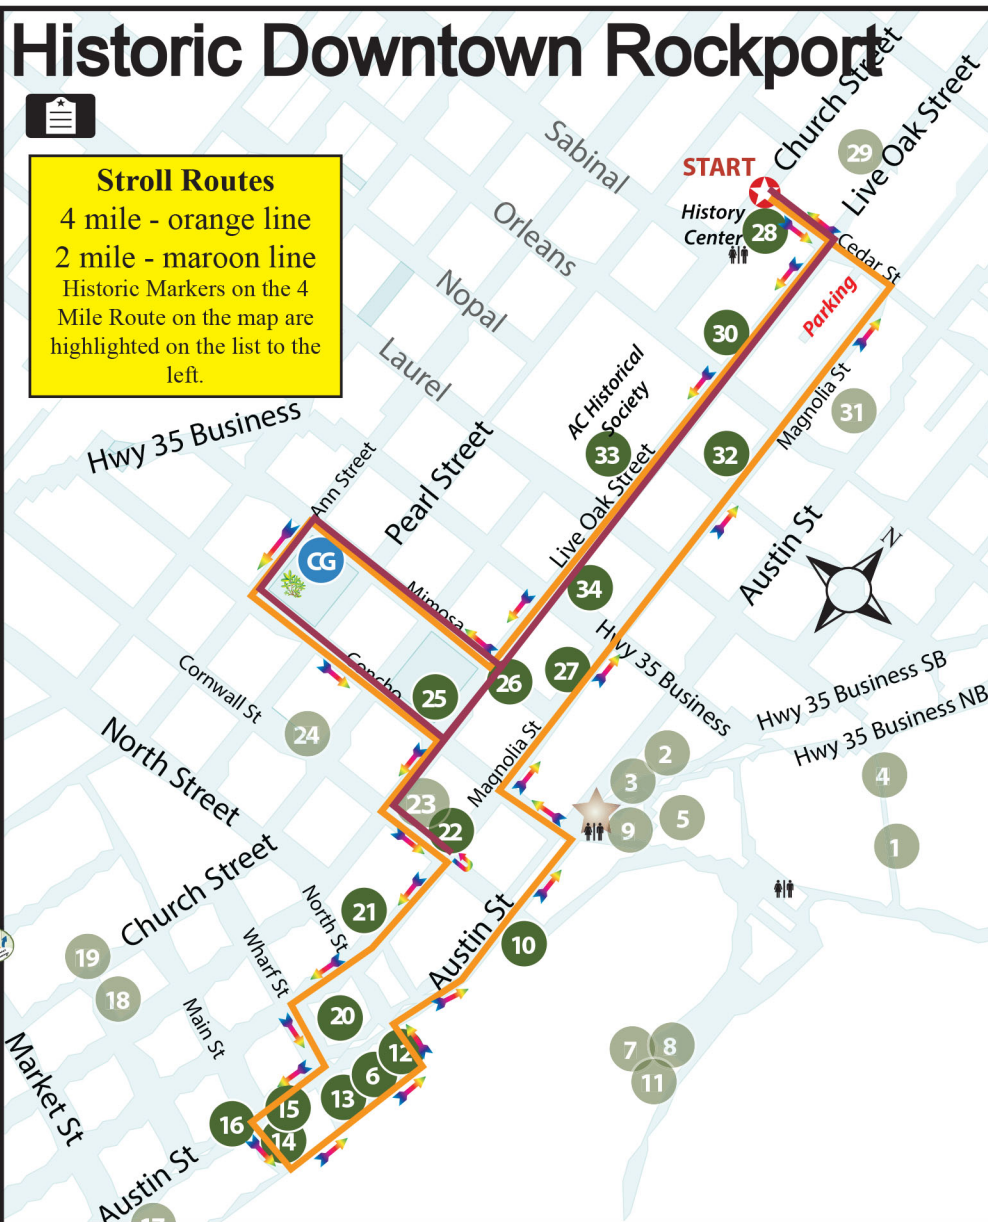 Historic Downtown Rockport
Stroll Routes
4 mile - orange line
2 mile - maroon line
Historic Markers on the 4
Mile Route on the map are
highlighted on the list to the
left.
START
Church Street
Live Oak Street
29
History
Center
28
Cedar St
Parking
Sabinal
Orleans
Nopal
Laurel
30
Magnolia St
31
AC Historical
Society
33
32
Hwy 35 Business
Ann Street
Pearl Street
Live Oak Street
Austin St
N
CG
Mimosa
34
Hwy 35 Business
Concho
25
26
27
Cornwall St
24
Hwy 35 Business SB
Hwy 35 Business NB
North Street
Magnolia St
2
3
4
23
22
9
5
1
Church Street
North St
21
Austin St
10
Wharf St
19
18
Main St
20
12
7
8
11
6
13
15
16
14
Market St
Austin St
17